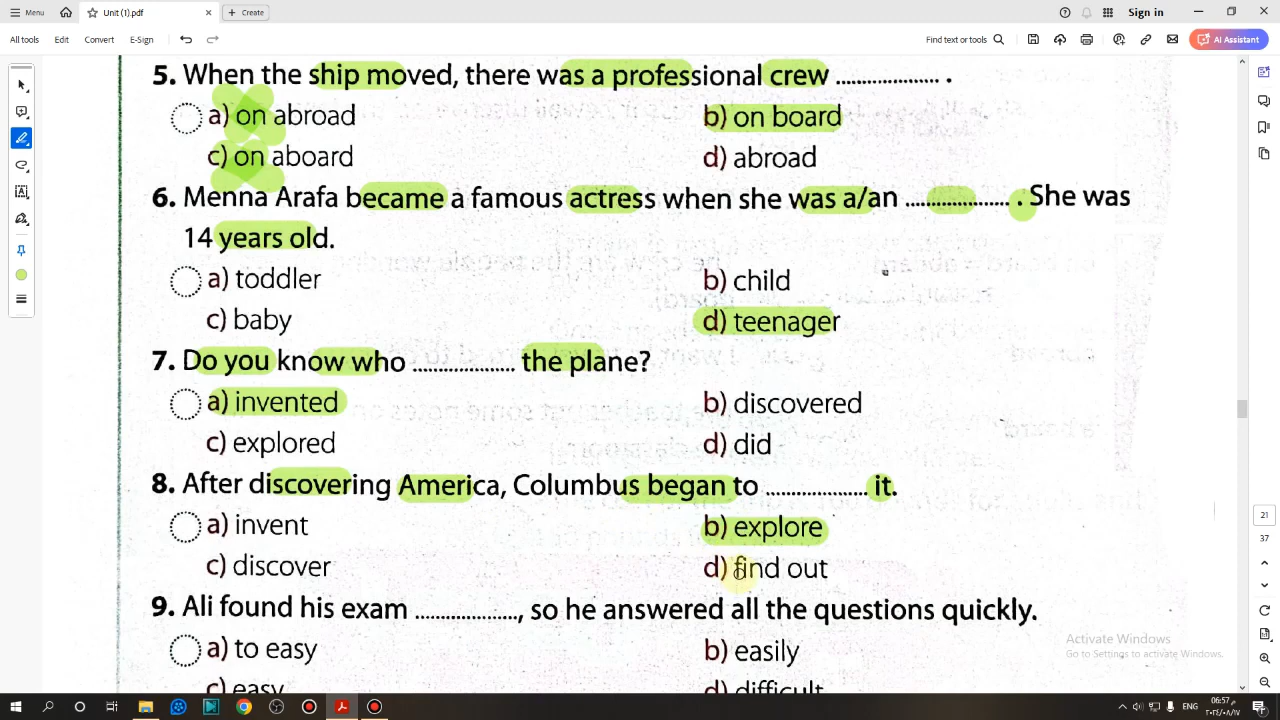 Menu
Unit (1).pdf
Create
Sign in
All tools
Edit
Convert
E-Sign
Find text or tools
AI Assistant
5. When the ship moved, there was a professional crew .................... .
a) on abroad
b) on board
c) on aboard
d) abroad
6. Menna Arafa became a famous actress when she was a/an .................... . She was
14 years old.
a) toddler
b) child
c) baby
d) teenager
7. Do you know who .................... the plane?
a) invented
b) discovered
c) explored
d) did
8. After discovering America, Columbus began to .................... it.
a) invent
b) explore
c) discover
d) find out
9. Ali found his exam ...................., so he answered all the questions quickly.
a) to easy
b) easily
c) easy
d) difficult
21
37
Activate Windows
Go to Settings to activate Windows.
ENG
06:57 م